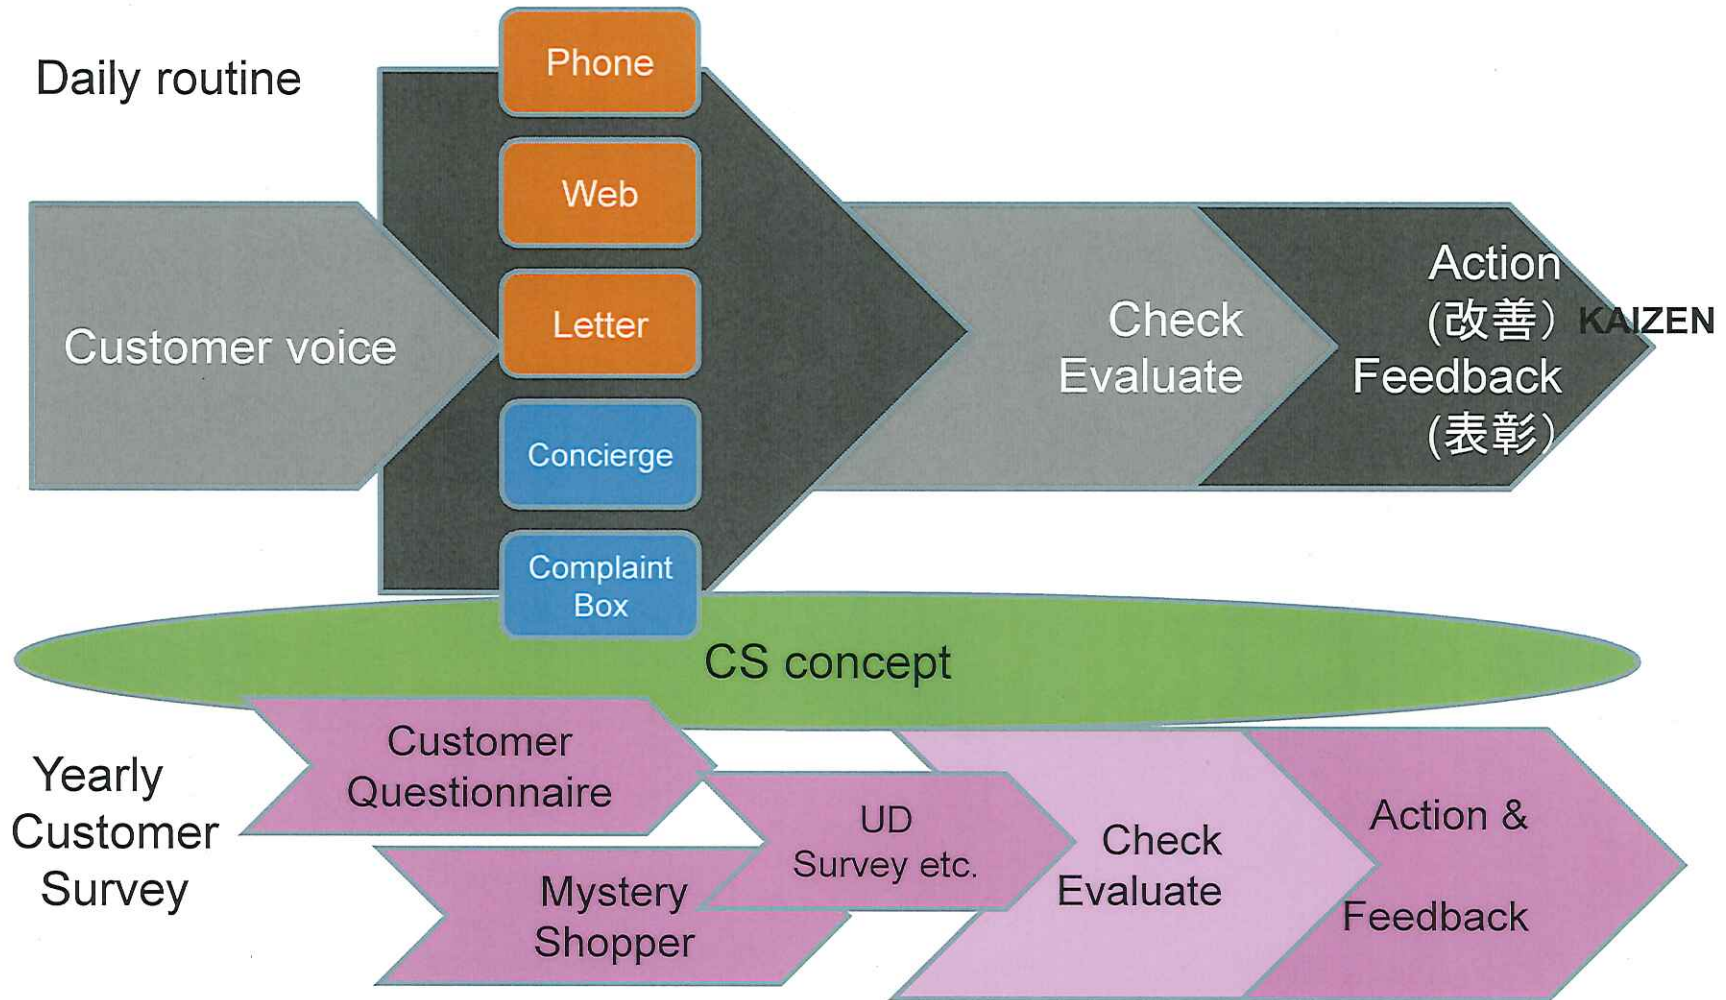 Daily routine
Customer voice
Phone
Web
Letter
Concierge
Complaint
Box
Check
Evaluate
Action
(改善)
KAIZEN
Feedback
(表彰)
CS concept
Yearly
Customer
Survey
Customer
Questionnaire
Mystery
Shopper
UD
Survey etc.
Check
Evaluate
Action &
Feedback